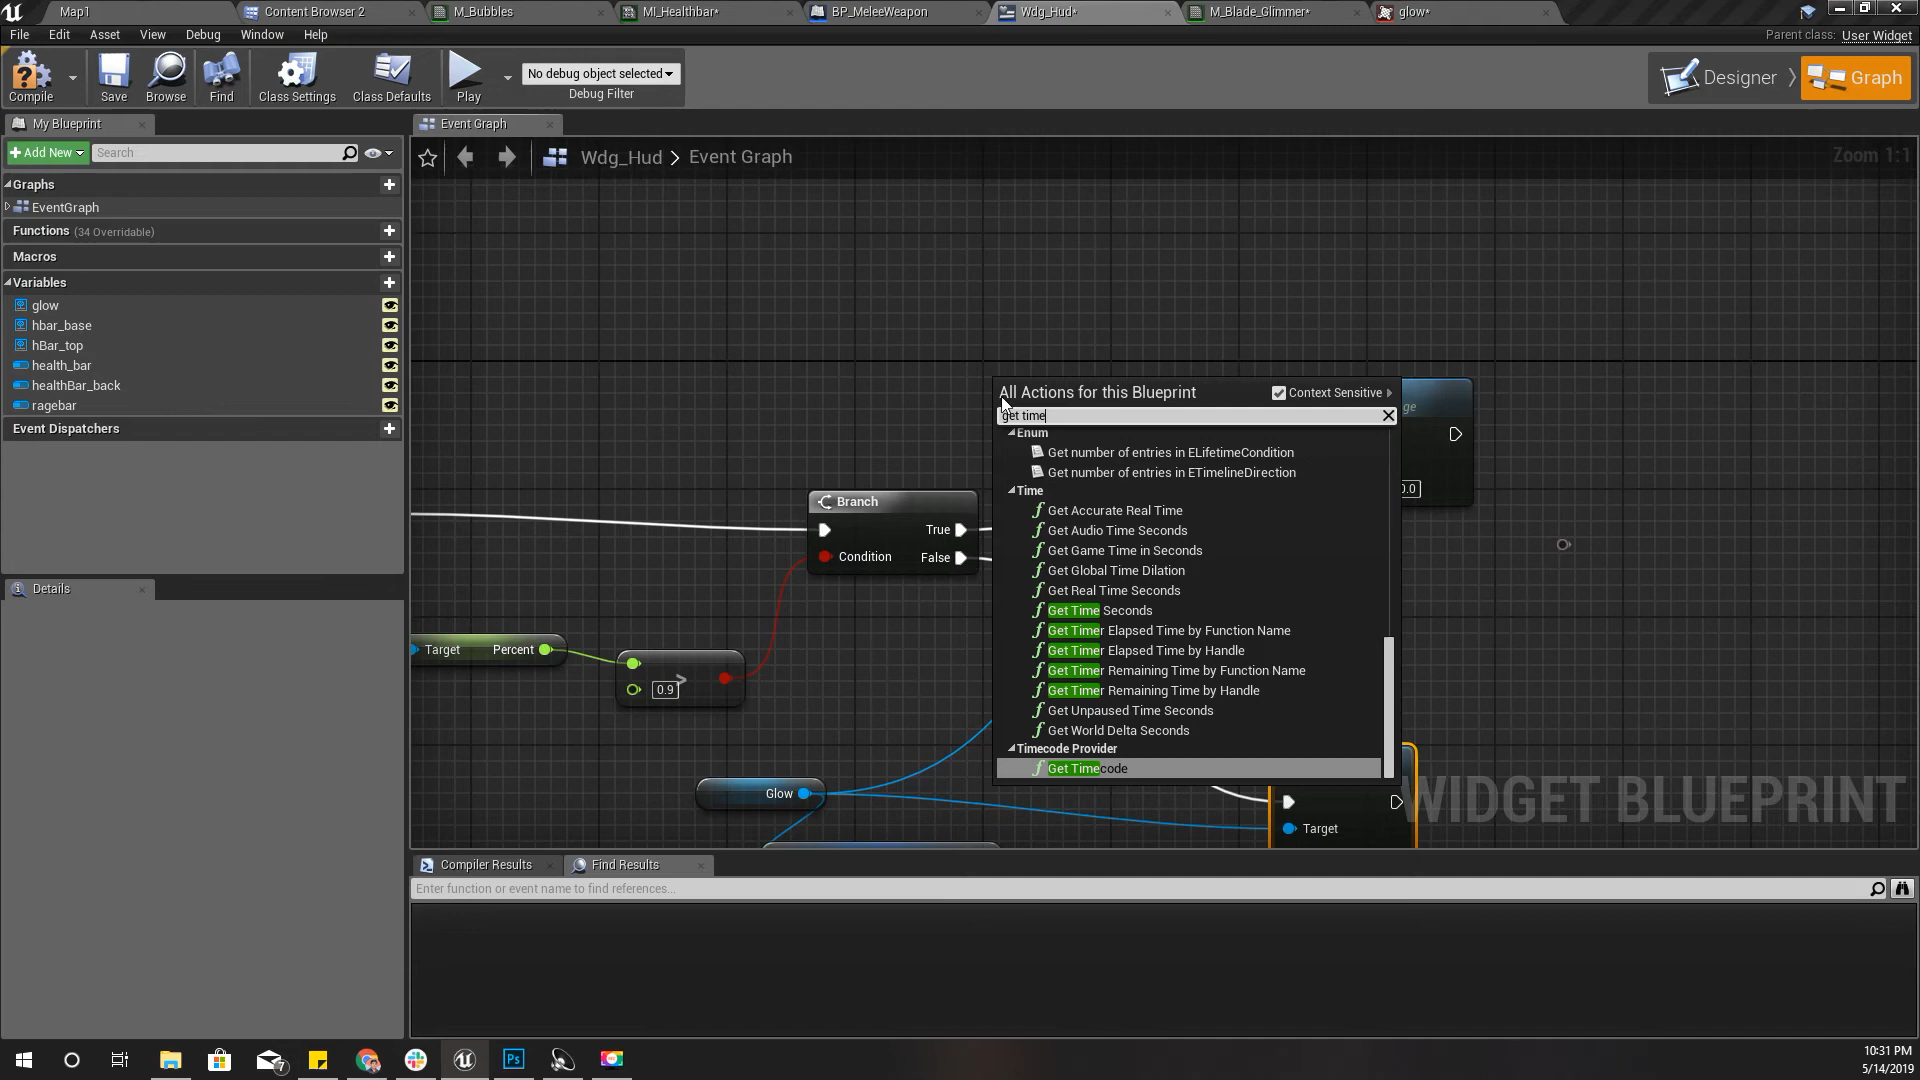 Map1
Content Browser 2
M_Bubbles
MI_Healthbar*
BP_MeleeWeapon
Wdg_Hud*
M_Blade_Glimmer*
glow*
File Edit Asset View Debug Window Help
Parent class: User Widget
Compile
Save
Browse
Find
Class Settings
Class Defaults
Play
No debug object selected
Debug Filter
Designer
Graph
My Blueprint
Add New
Search
Graphs
EventGraph
Functions (34 Overridable)
Macros
Variables
glow
hbar_base
hBar_top
health_bar
healthBar_back
ragebar
Event Dispatchers
Details
Event Graph
Wdg_Hud > Event Graph
Zoom 1:1
All Actions for this Blueprint
Context Sensitive
get time
Enum
Get number of entries in ELifetimeCondition
Get number of entries in ETimelineDirection
Time
Get Accurate Real Time
Get Audio Time Seconds
Get Game Time in Seconds
Get Global Time Dilation
Get Real Time Seconds
Get Time Seconds
Get Timer Elapsed Time by Function Name
Get Timer Elapsed Time by Handle
Get Timer Remaining Time by Function Name
Get Timer Remaining Time by Handle
Get Unpaused Time Seconds
Get World Delta Seconds
Timecode Provider
Get Timecode
ge
0.0
Branch
True
Condition
False
Target
Percent
>
0.9
Glow
Target
WIDGET BLUEPRINT
Compiler Results
Find Results
Enter function or event name to find references...
7
Ps
10:31 PM
5/14/2019